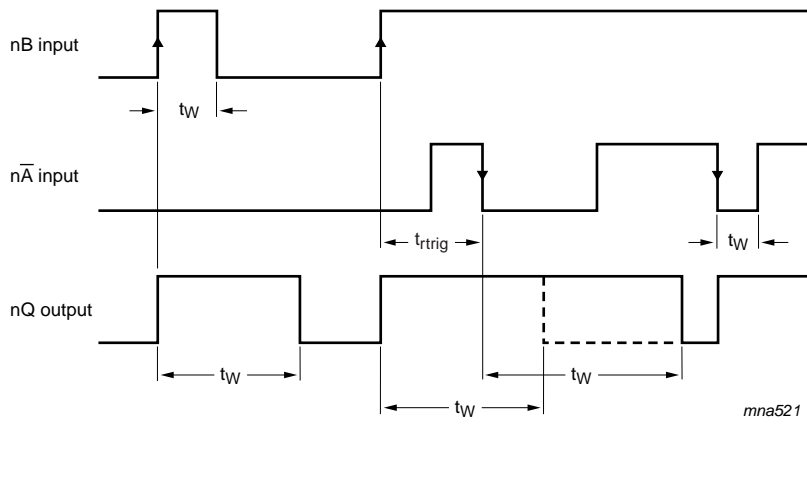 nB input
tW
nA̅ input
trtrig
tW
nQ output
tW
tW
tW
mna521